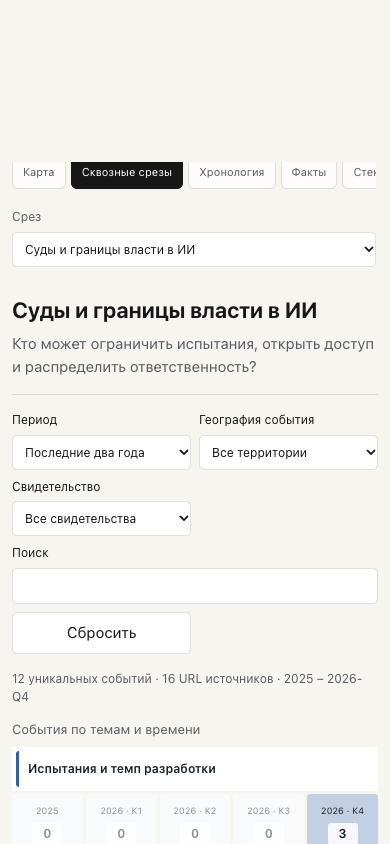 Карта
Сквозные срезы
Хронология
Факты
Срез
Суды и границы власти в ИИ
Суды и границы власти в ИИ
Кто может ограничить испытания, открыть доступ
и распределить ответственность?
Период
География события
Последние два года
Все территории
Свидетельство
Все свидетельства
Поиск
Сбросить
12 уникальных событий · 16 URL источников · 2025 – 2026-
Q4
События по темам и времени
Испытания и темп разработки
2025
2026 · К1
2026 · К2
2026 · К3
2026 · К4
0
0
0
0
3